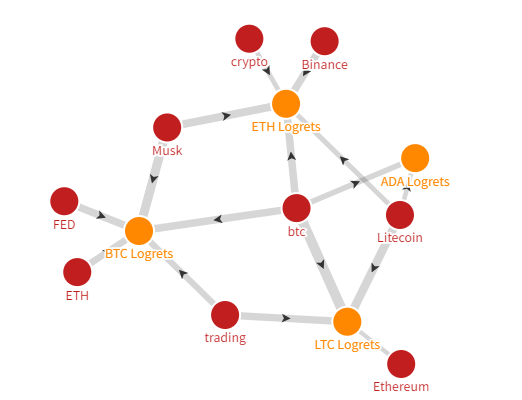 crypto
Binance
ETH Logrets
Musk
ADA Logrets
FED
btc
Litecoin
BTC Logrets
ETH
trading
LTC Logrets
Ethereum